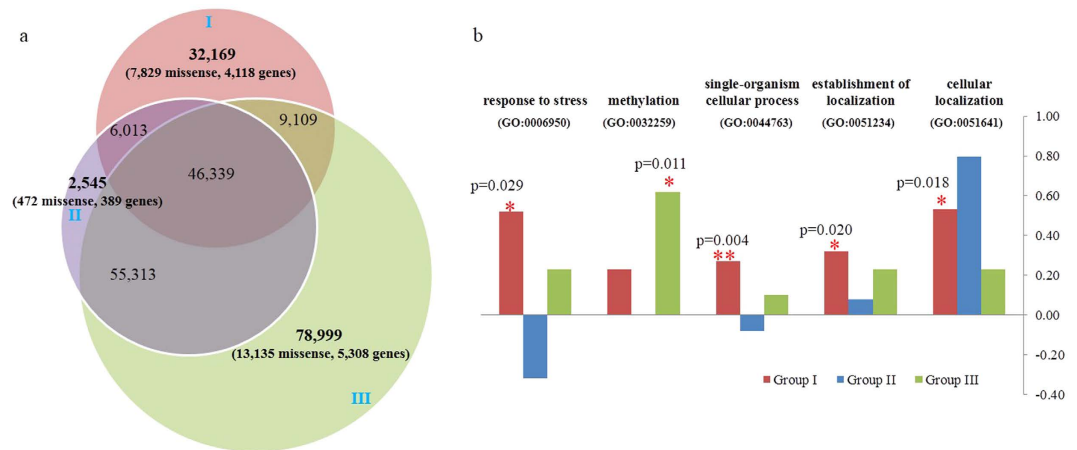 a
I
32,169
(7,829 missense, 4,118 genes)
6,013
9,109
46,339
2,545
(472 missense, 389 genes)
II
55,313
78,999
(13,135 missense, 5,308 genes)
III
b
response to stress
(GO:0006950)
methylation
(GO:0032259)
single-organism
cellular process
(GO:0044763)
establishment of
localization
(GO:0051234)
cellular
localization
(GO:0051641)
p=0.029
*
p=0.011
*
p=0.004
**
p=0.020
*
p=0.018
*
1.00
0.80
0.60
0.40
0.20
0.00
-0.20
-0.40
Group I
Group II
Group III